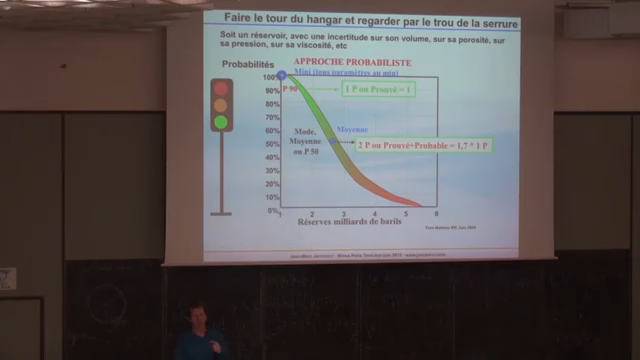 Faire le tour du hangar et regarder par le trou de la serrure
Soit un réservoir, avec une incertitude sur son volume, sur sa porosité, sur
sa pression, sur sa viscosité, etc
Probabilités
APPROCHE PROBABILISTE
Mini (tous paramètres au min)
100%
P 90
1 P ou Prouvé = 1
90%
80%
70%
60%
50%
40%
30%
20%
10%
0%
Mode,
Moyenne
ou P 50
Moyenne
2 P ou Prouvé+Probable = 1,7 * 1 P
1
2
3
4
5
6
Réserves milliards de barils